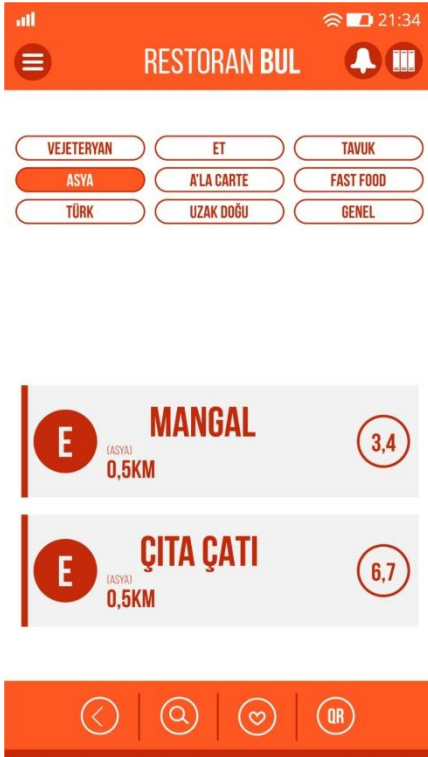 21:34
RESTORAN BUL
VEJETERYAN ET TAVUK
ASYA A'LA CARTE FAST FOOD
TÜRK UZAK DOĞU GENEL
E
MANGAL
(ASYA)
0,5KM
3,4
E
ÇITA ÇATI
(ASYA)
0,5KM
6,7
QR